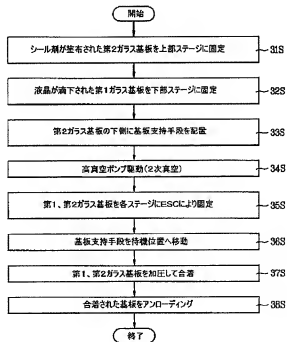 開始
シール剤が塗布された第2ガラス基板を上部ステージに固定
31S
液晶が滴下された第1ガラス基板を下部ステージに固定
32S
第2ガラス基板の下側に基板支持手段を配置
33S
高真空ポンプ駆動(2次真空)
34S
第1、第2ガラス基板を各ステージにESCにより固定
35S
基板支持手段を待機位置へ移動
36S
第1、第2ガラス基板を加圧して合着
37S
合着された基板をアンローディング
38S
終了